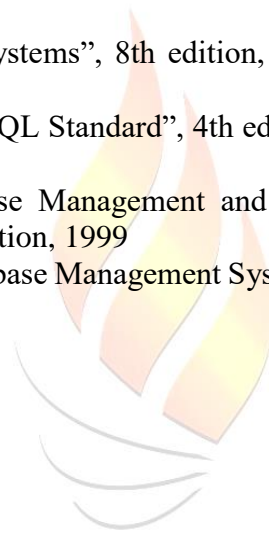 ystems”, 8th edition,
QL Standard”, 4th ed
se Management and
tion, 1999
base Management Sys